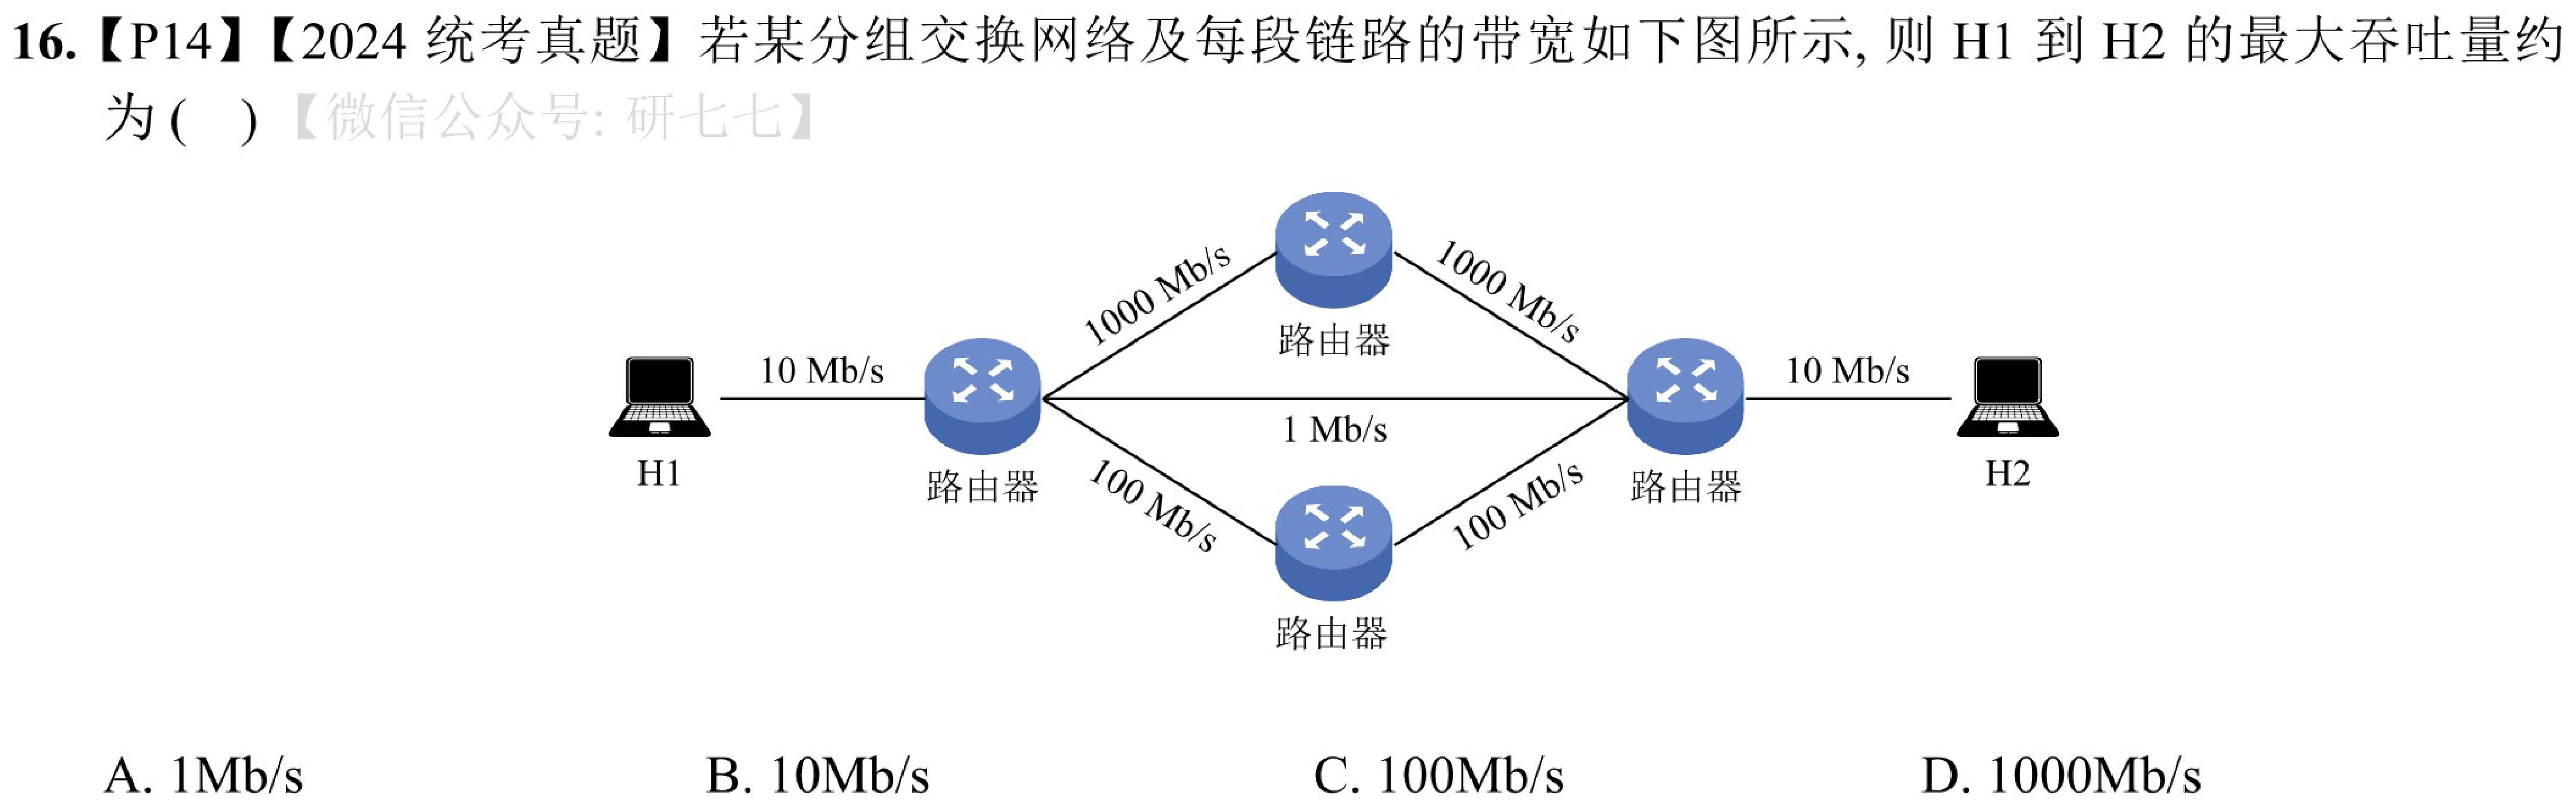 16.【P14】【2024 统考真题】若某分组交换网络及每段链路的带宽如下图所示, 则 H1 到 H2 的最大吞吐量约
为 (   ) 【微信公众号: 研七七】
1000 Mb/s
1000 Mb/s
路由器
10 Mb/s
10 Mb/s
1 Mb/s
H1
路由器
100 Mb/s
100 Mb/s
路由器
H2
路由器
A. 1Mb/s
B. 10Mb/s
C. 100Mb/s
D. 1000Mb/s